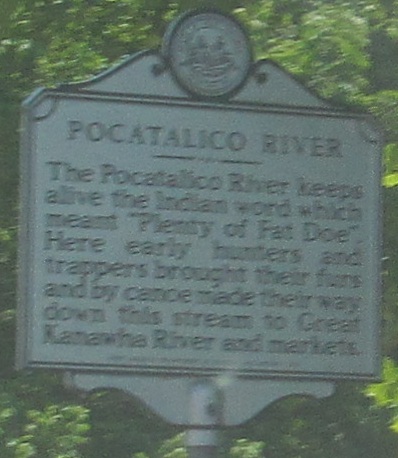 POCATALICO RIVER
The Pocatalico River keeps
alive the Indian word which
meant "Plenty of Fat Doe".
Here early hunters and
trappers brought their furs
and by canoe made their way
down this stream to Great
Kanawha River and markets.